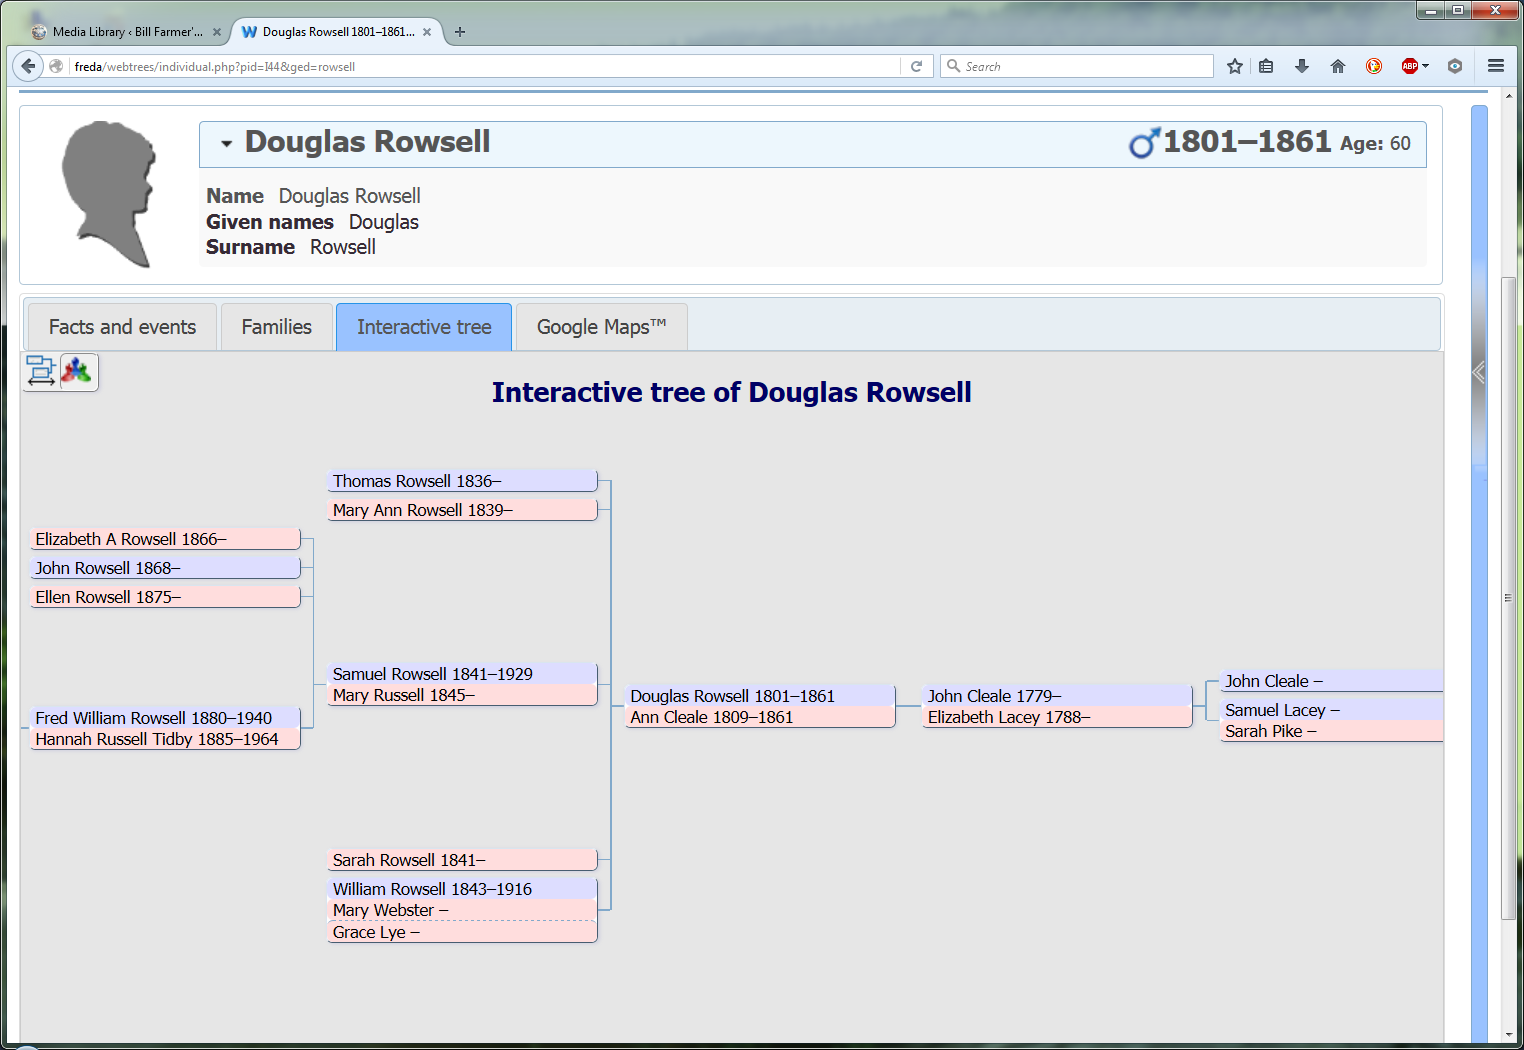 Media Library ‹ Bill Farmer'...
Douglas Rowsell 1801–1861...
freda/webtrees/individual.php?pid=I44&ged=rowsell
Search
ABP
Douglas Rowsell
1801–1861 Age: 60
Name Douglas Rowsell
Given names Douglas
Surname Rowsell
Facts and events
Families
Interactive tree
Google Maps™
Interactive tree of Douglas Rowsell
Thomas Rowsell 1836–
Mary Ann Rowsell 1839–
Elizabeth A Rowsell 1866–
John Rowsell 1868–
Ellen Rowsell 1875–
Samuel Rowsell 1841–1929
Mary Russell 1845–
Fred William Rowsell 1880–1940
Hannah Russell Tidby 1885–1964
Douglas Rowsell 1801–1861
Ann Cleale 1809–1861
John Cleale 1779–
Elizabeth Lacey 1788–
John Cleale –
Samuel Lacey –
Sarah Pike –
Sarah Rowsell 1841–
William Rowsell 1843–1916
Mary Webster –
Grace Lye –